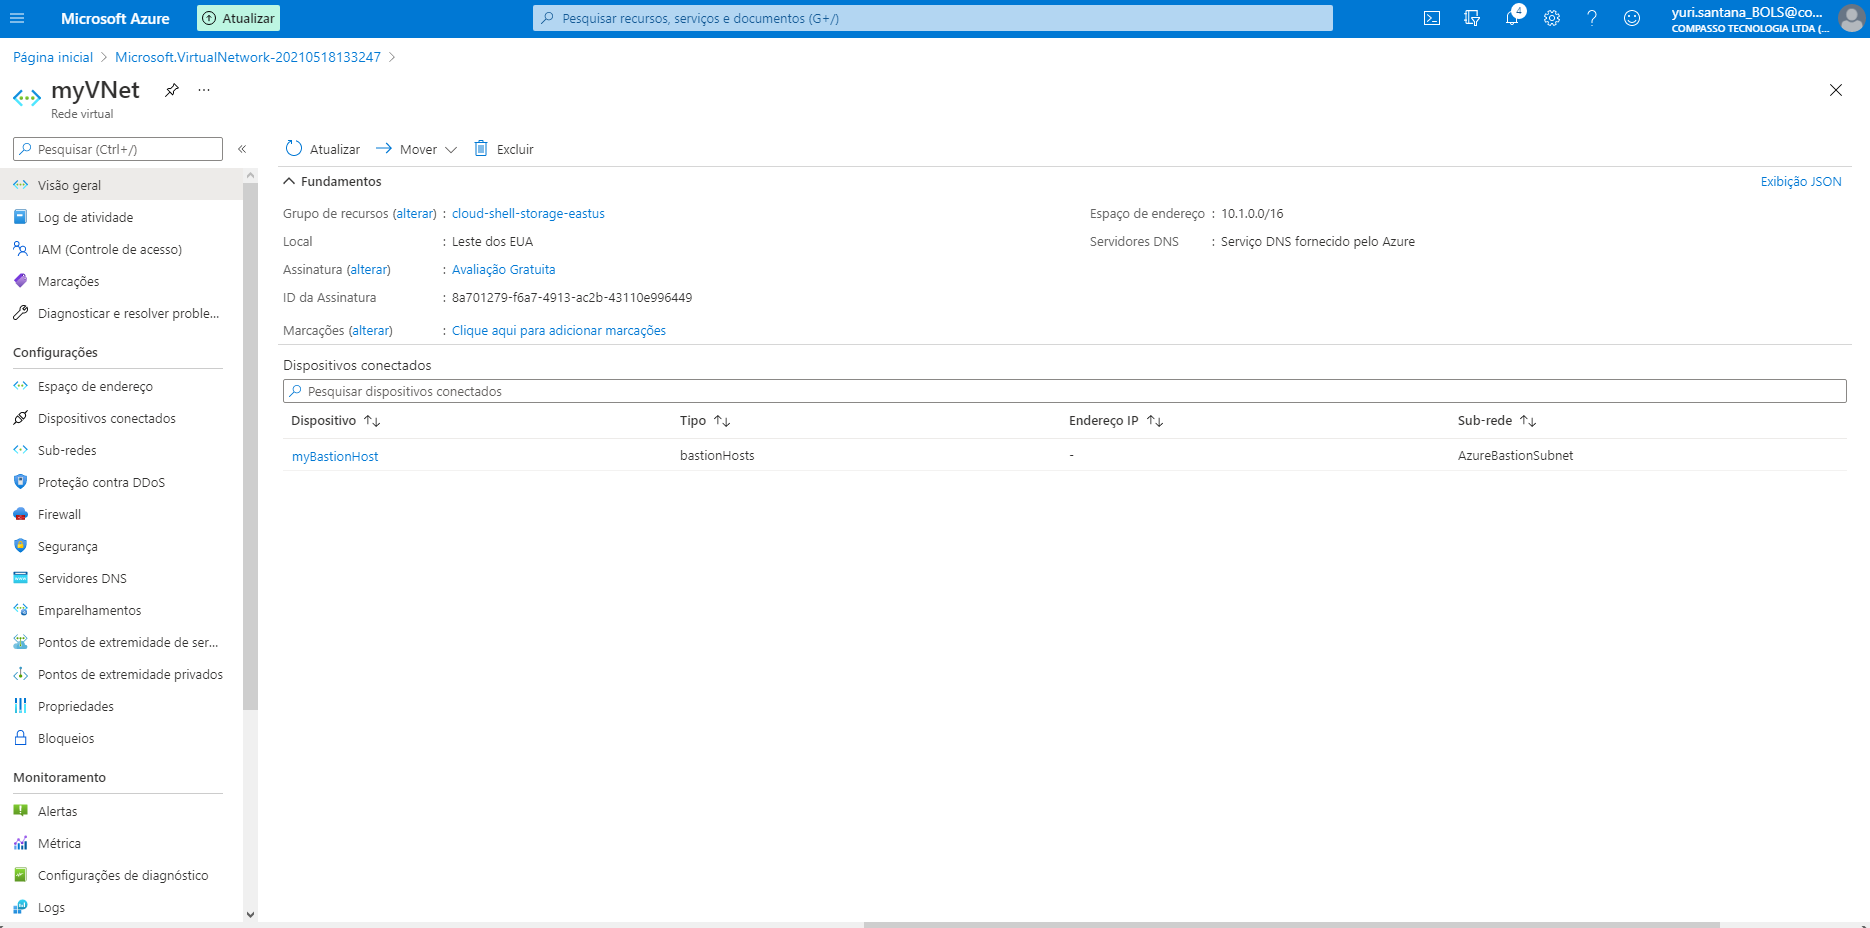 Microsoft Azure
Atualizar
Pesquisar recursos, serviços e documentos (G+/)
4
yuri.santana_BOLS@co...
COMPASSO TECNOLOGIA LTDA (...
Página inicial > Microsoft.VirtualNetwork-20210518133247 >
myVNet ...
Rede virtual
Pesquisar (Ctrl+/)
«
Visão geral
Log de atividade
IAM (Controle de acesso)
Marcações
Diagnosticar e resolver proble...
Configurações
Espaço de endereço
Dispositivos conectados
Sub-redes
Proteção contra DDoS
Firewall
Segurança
Servidores DNS
Emparelhamentos
Pontos de extremidade de ser...
Pontos de extremidade privados
Propriedades
Bloqueios
Monitoramento
Alertas
Métrica
Configurações de diagnóstico
Logs
Atualizar Mover Excluir
Fundamentos
Exibição JSON
Grupo de recursos (alterar) : cloud-shell-storage-eastus
Local : Leste dos EUA
Assinatura (alterar) : Avaliação Gratuita
ID da Assinatura : 8a701279-f6a7-4913-ac2b-43110e996449
Marcações (alterar) : Clique aqui para adicionar marcações
Espaço de endereço : 10.1.0.0/16
Servidores DNS : Serviço DNS fornecido pelo Azure
Dispositivos conectados
Pesquisar dispositivos conectados
Dispositivo ↑↓ Tipo ↑↓ Endereço IP ↑↓ Sub-rede ↑↓
myBastionHost bastionHosts - AzureBastionSubnet